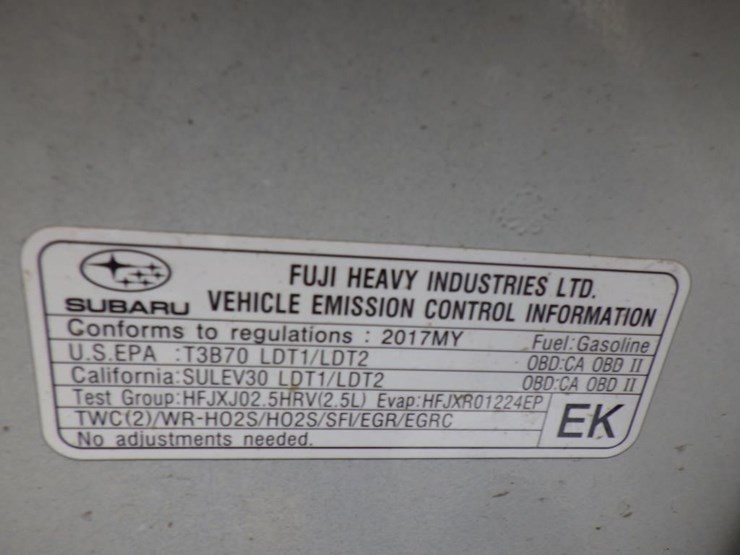 FUJI HEAVY INDUSTRIES LTD.
SUBARU VEHICLE EMISSION CONTROL INFORMATION
Conforms to regulations : 2017MY Fuel:Gasoline
U.S.EPA :T3B70 LDT1/LDT2 OBD:CA OBD II
California:SULEV30 LDT1/LDT2 OBD:CA OBD II
Test Group:HFJXJ02.5HRV(2.5L) Evap:HFJXR01224EP
TWC(2)/WR-HO2S/HO2S/SFI/EGR/EGRC EK
No adjustments needed.